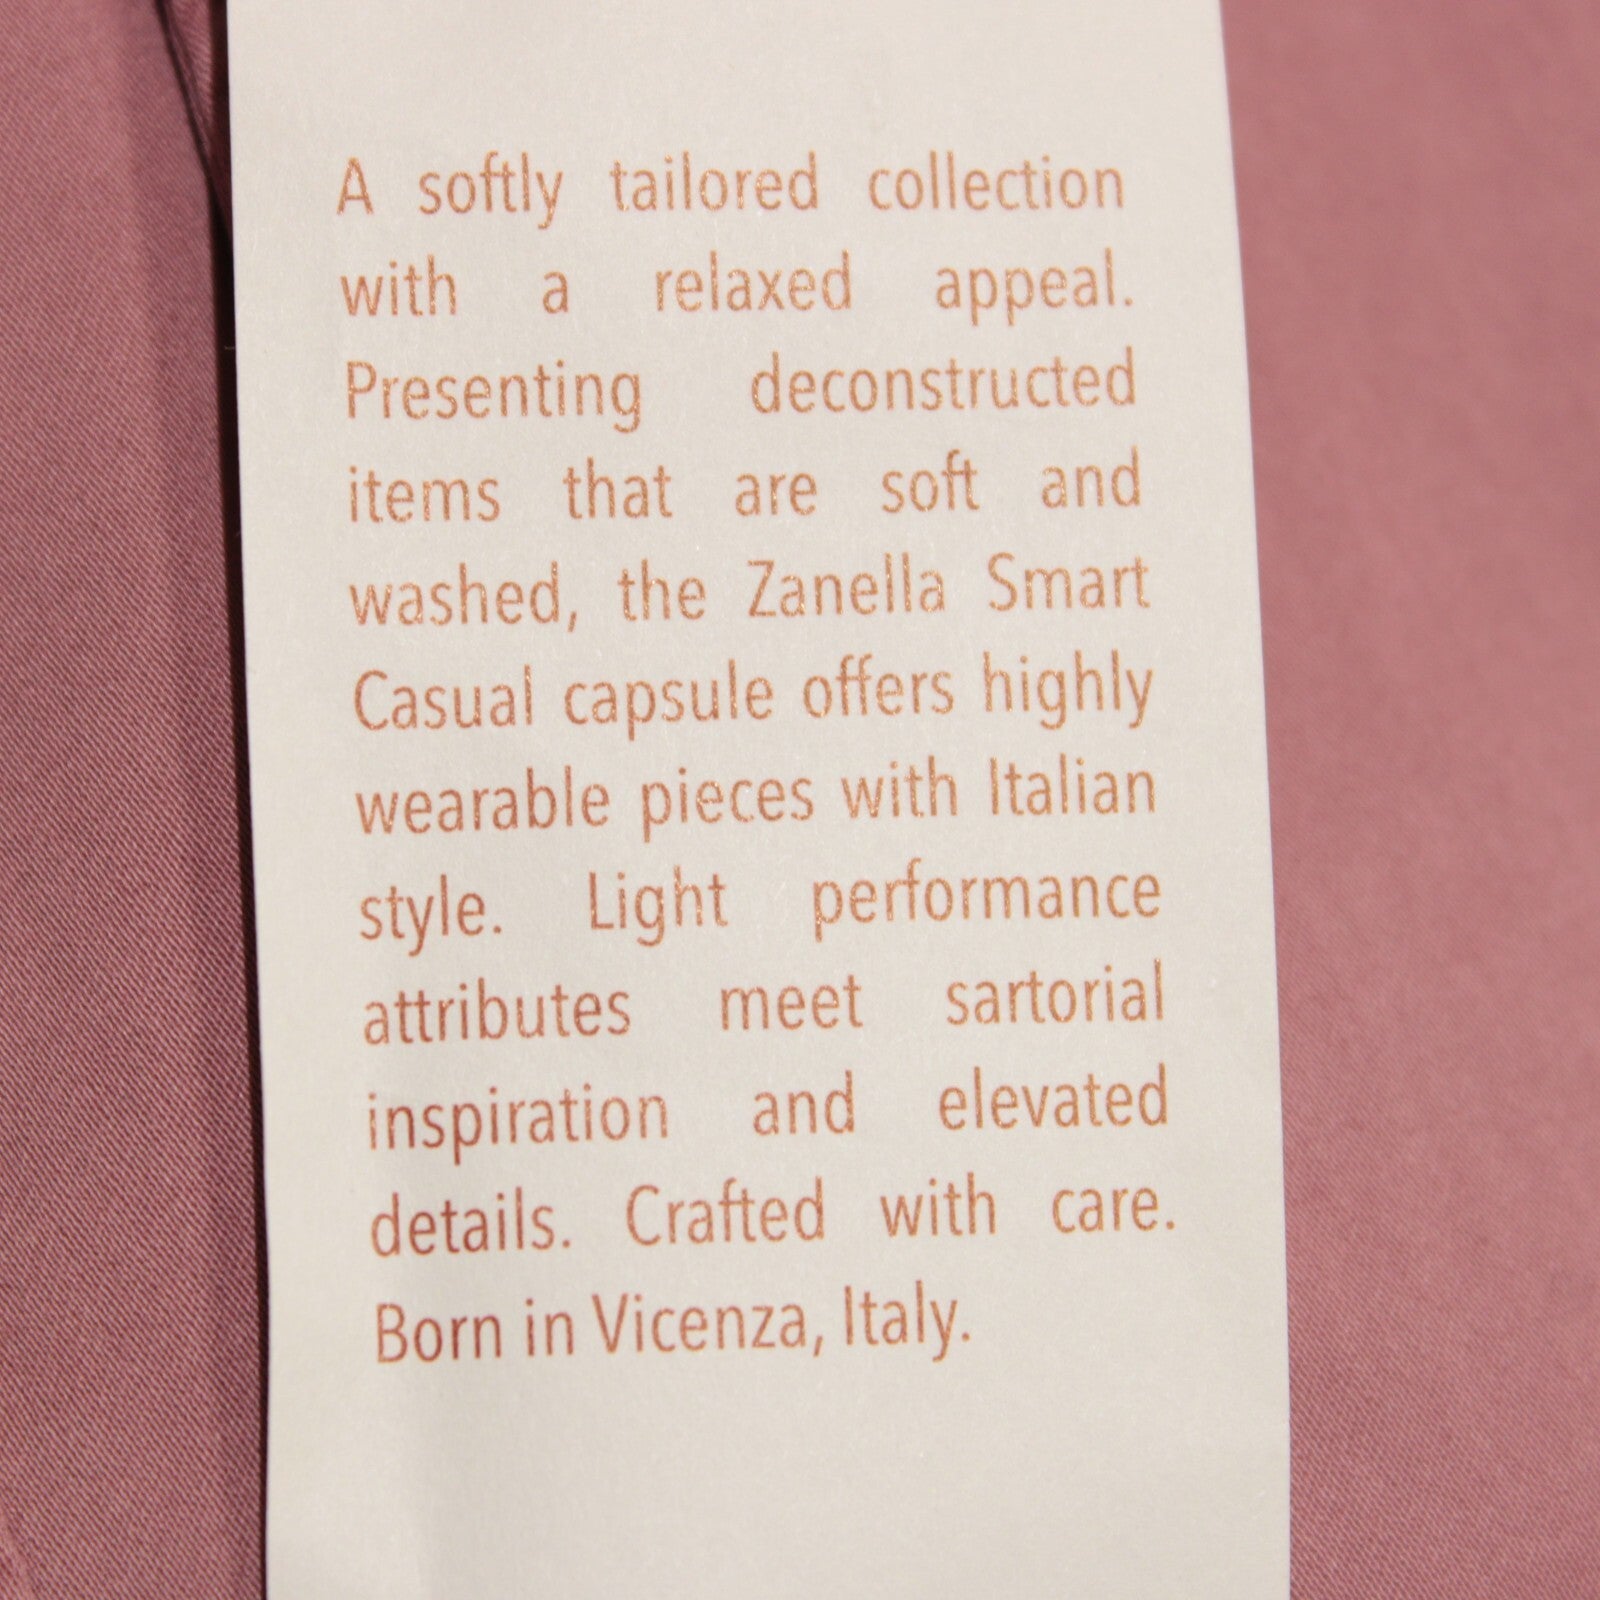 A softly tailored collection
with a relaxed appeal.
Presenting deconstructed
items that are soft and
washed, the Zanella Smart
Casual capsule offers highly
wearable pieces with Italian
style. Light performance
attributes meet sartorial
inspiration and elevated
details. Crafted with care.
Born in Vicenza, Italy.